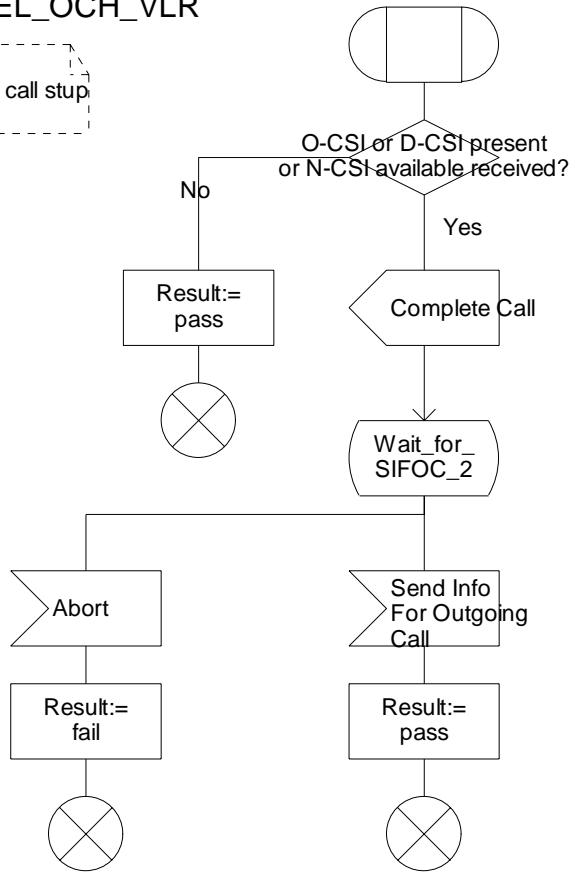 EL_OCH_VLR
call stup
O-CSI or D-CSI present
or N-CSI available received?
No
Yes
Result:=
pass
Complete Call
Wait_for_
SIFOC_2
Abort
Send Info
For Outgoing
Call
Result:=
fail
Result:=
pass